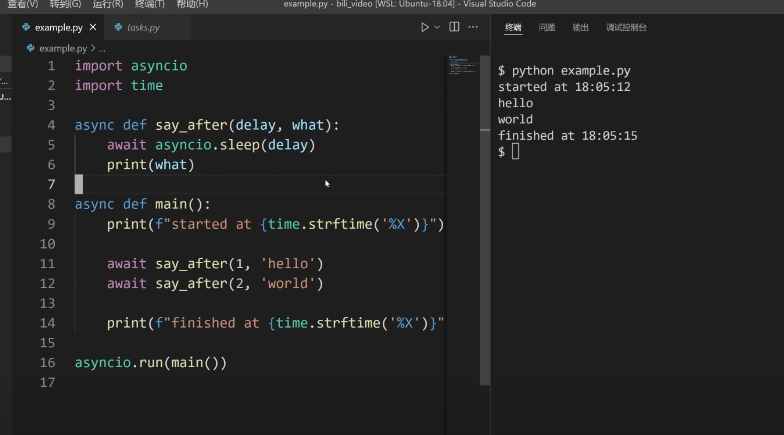 查看(V) 转到(G) 运行(R) 终端(T) 帮助(H) example.py - bili_video [WSL: Ubuntu-18.04] - Visual Studio Code
example.py × tasks.py
example.py > ...
1 import asyncio
2 import time
3
4 async def say_after(delay, what):
5 await asyncio.sleep(delay)
6 print(what)
7
8 async def main():
9 print(f"started at {time.strftime('%X')}")
10
11 await say_after(1, 'hello')
12 await say_after(2, 'world')
13
14 print(f"finished at {time.strftime('%X')}"
15
16 asyncio.run(main())
17
终端 问题 输出 调试控制台
$ python example.py
started at 18:05:12
hello
world
finished at 18:05:15
$